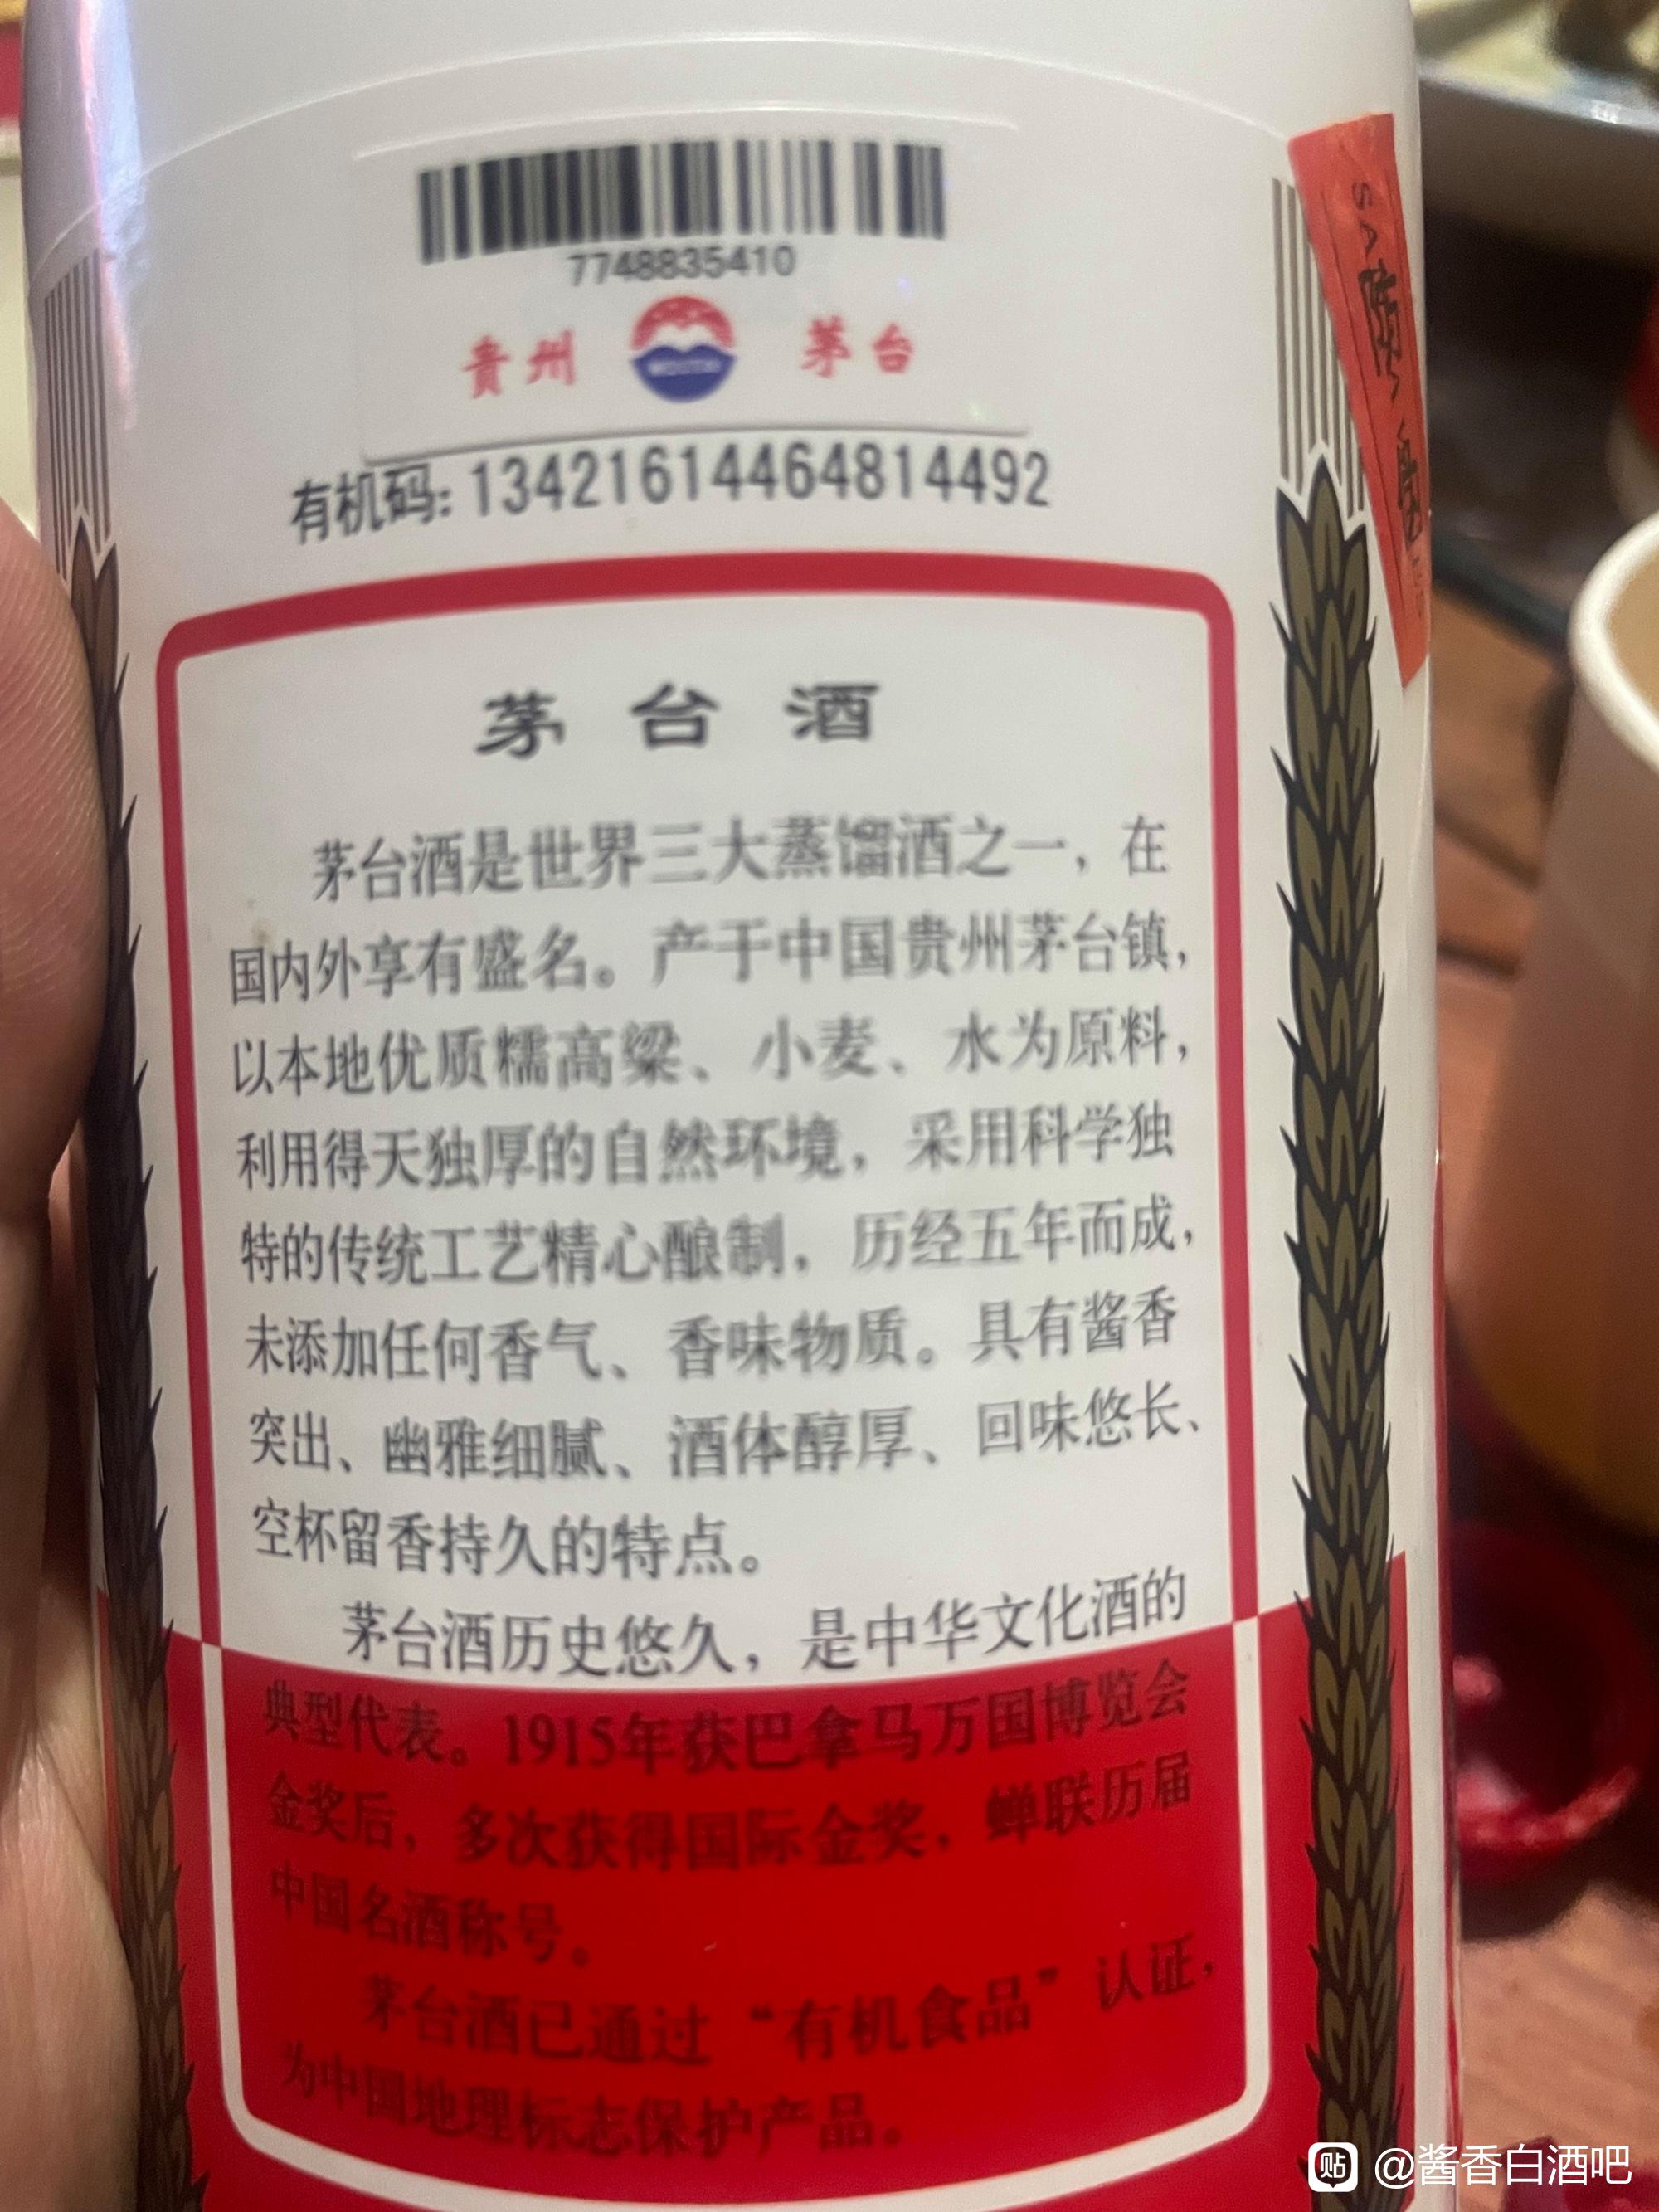 7748835410
貴州 MOUTAI 茅台
有机码: 13421614464814492
茅台酒
茅台酒是世界三大蒸馏酒之一，在
国内外享有盛名。产于中国贵州茅台镇，
以本地优质糯高粱、小麦、水为原料，
利用得天独厚的自然环境，采用科学独
特的传统工艺精心酿制，历经五年而成，
未添加任何香气、香味物质。具有酱香
突出、幽雅细腻、酒体醇厚、回味悠长、
空杯留香持久的特点。
茅台酒历史悠久，是中华文化酒的
典型代表。1915年获巴拿马万国博览会
金奖后，多次获得国际金奖，蝉联历届
中国名酒称号。
茅台酒已通过“有机食品”认证，
为中国地理标志保护产品。
贴 @酱香白酒吧